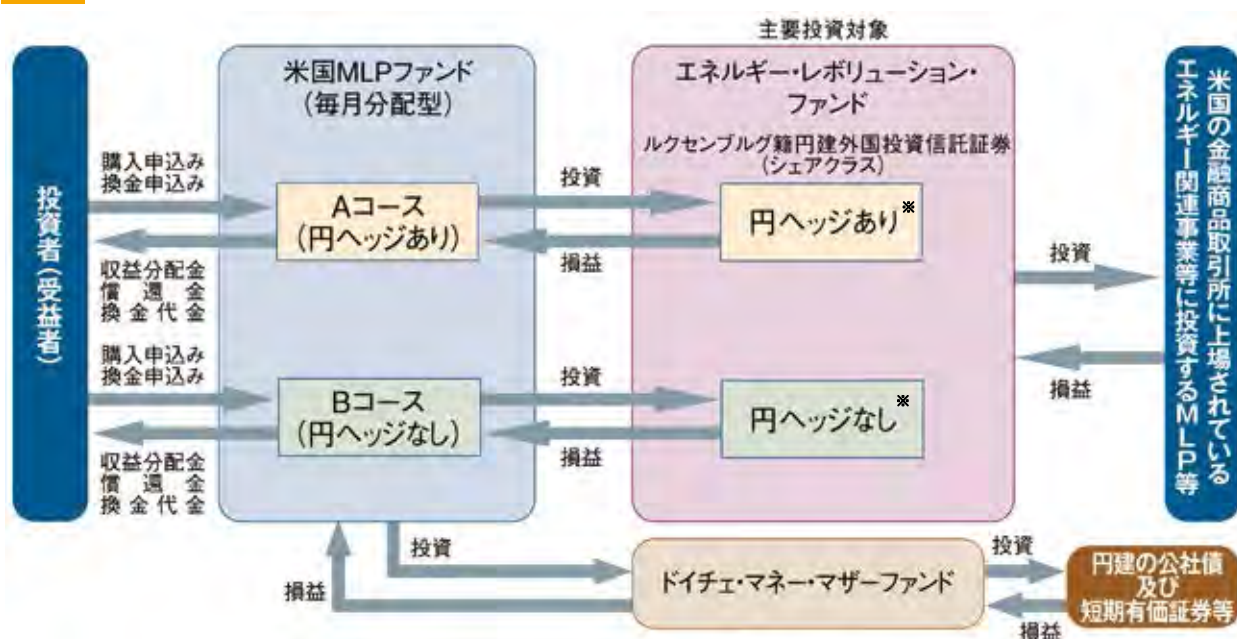 主要投資対象
投資者(受益者)
購入申込み
換金申込み
収益分配金
償還金
換金代金
購入申込み
換金申込み
収益分配金
償還金
換金代金
米国MLPファンド
(毎月分配型)
Aコース
(円ヘッジあり)
Bコース
(円ヘッジなし)
投資
損益
投資
損益
エネルギー・レボリューション・
ファンド
ルクセンブルグ籍円建外国投資信託証券
(シェアクラス)
円ヘッジあり※
円ヘッジなし※
投資
損益
米国の金融商品取引所に上場されている
エネルギー関連事業等に投資するMLP等
投資
損益
ドイチェ・マネー・マザーファンド
投資
損益
円建の公社債
及び
短期有価証券等